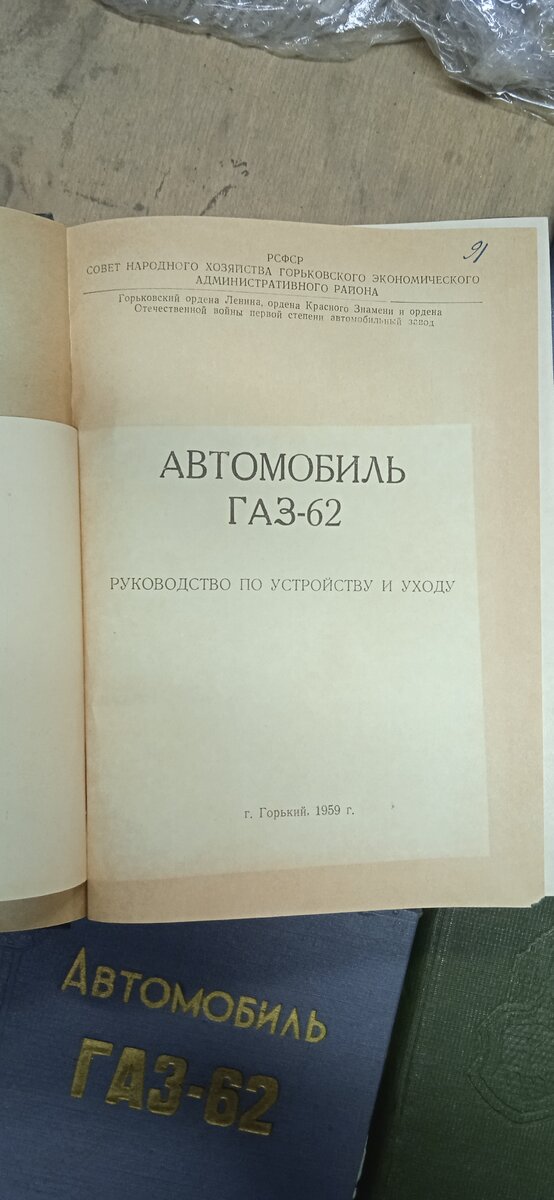 91
РСФСР
СОВЕТ НАРОДНОГО ХОЗЯЙСТВА ГОРЬКОВСКОГО ЭКОНОМИЧЕСКОГО
АДМИНИСТРАТИВНОГО РАЙОНА
Горьковский ордена Ленина, ордена Красного Знамени и ордена
Отечественной войны первой степени автомобильный завод
АВТОМОБИЛЬ
ГАЗ-62
РУКОВОДСТВО ПО УСТРОЙСТВУ И УХОДУ
г. Горький, 1959 г.
АВТОМОБИЛЬ
ГАЗ-62